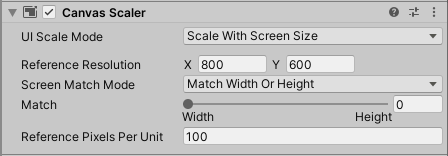 Canvas Scaler
UI Scale Mode Scale With Screen Size
Reference Resolution X 800 Y 600
Screen Match Mode Match Width Or Height
Match 0
Width Height
Reference Pixels Per Unit 100